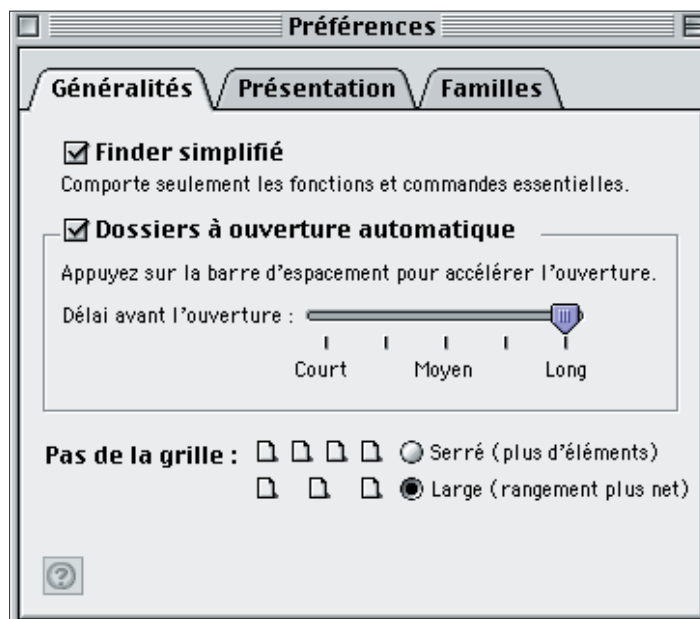 Préférences
Généralités Présentation Familles
Finder simplifié
Comporte seulement les fonctions et commandes essentielles.
Dossiers à ouverture automatique
Appuyez sur la barre d'espacement pour accélérer l'ouverture.
Délai avant l'ouverture :
Court Moyen Long
Pas de la grille : Serré (plus d'éléments)
Large (rangement plus net)
?